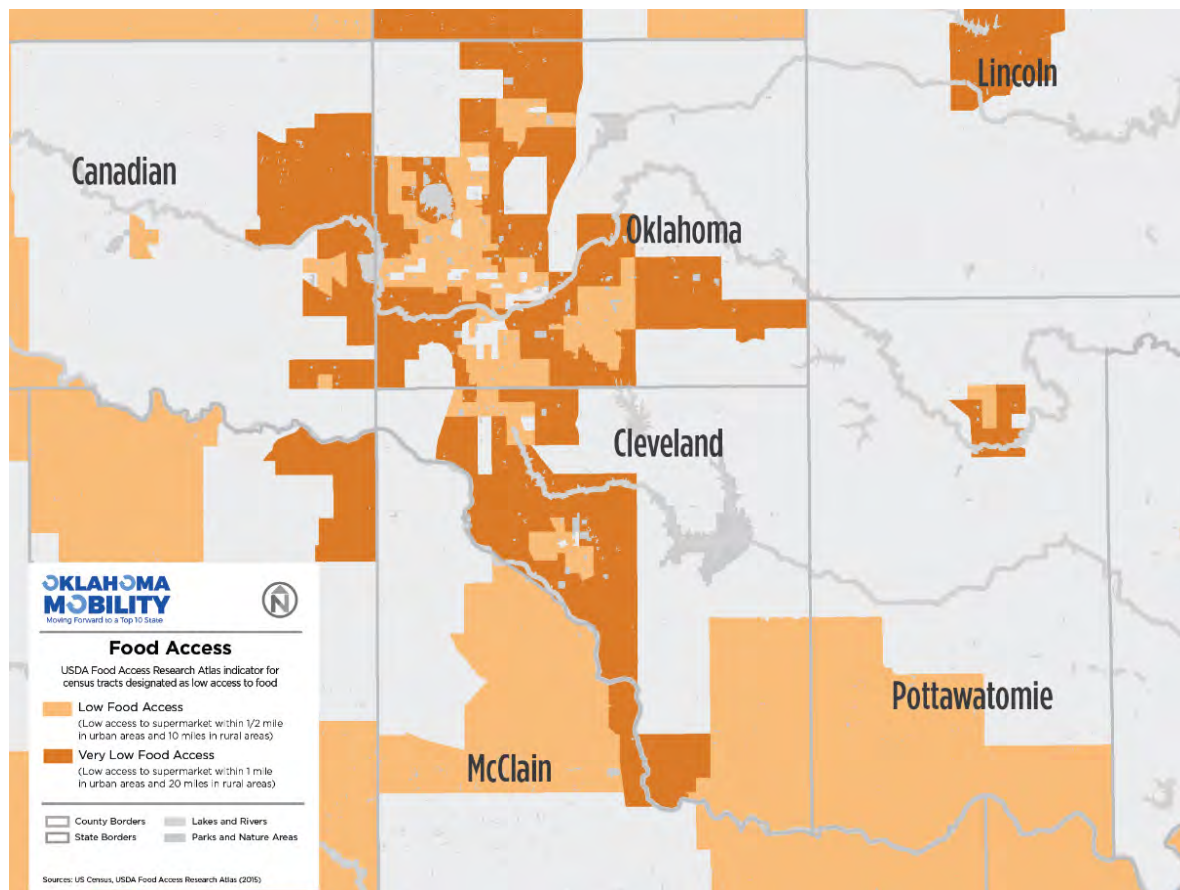 Lincoln
Canadian
Oklahoma
Cleveland
Pottawatomie
McClain
OKLAHOMA
MOBILITY
Moving Forward to a Top 10 State
N
Food Access
USDA Food Access Research Atlas indicator for
census tracts designated as low access to food
Low Food Access
(Low access to supermarket within 1/2 mile
in urban areas and 10 miles in rural areas)
Very Low Food Access
(Low access to supermarket within 1 mile
in urban areas and 20 miles in rural areas)
County Borders
Lakes and Rivers
State Borders
Parks and Nature Areas
Sources: US Census, USDA Food Access Research Atlas (2015)